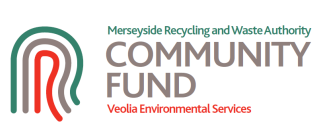 Merseyside Recycling and Waste Authority
COMMUNITY
FUND
Veolia Environmental Services